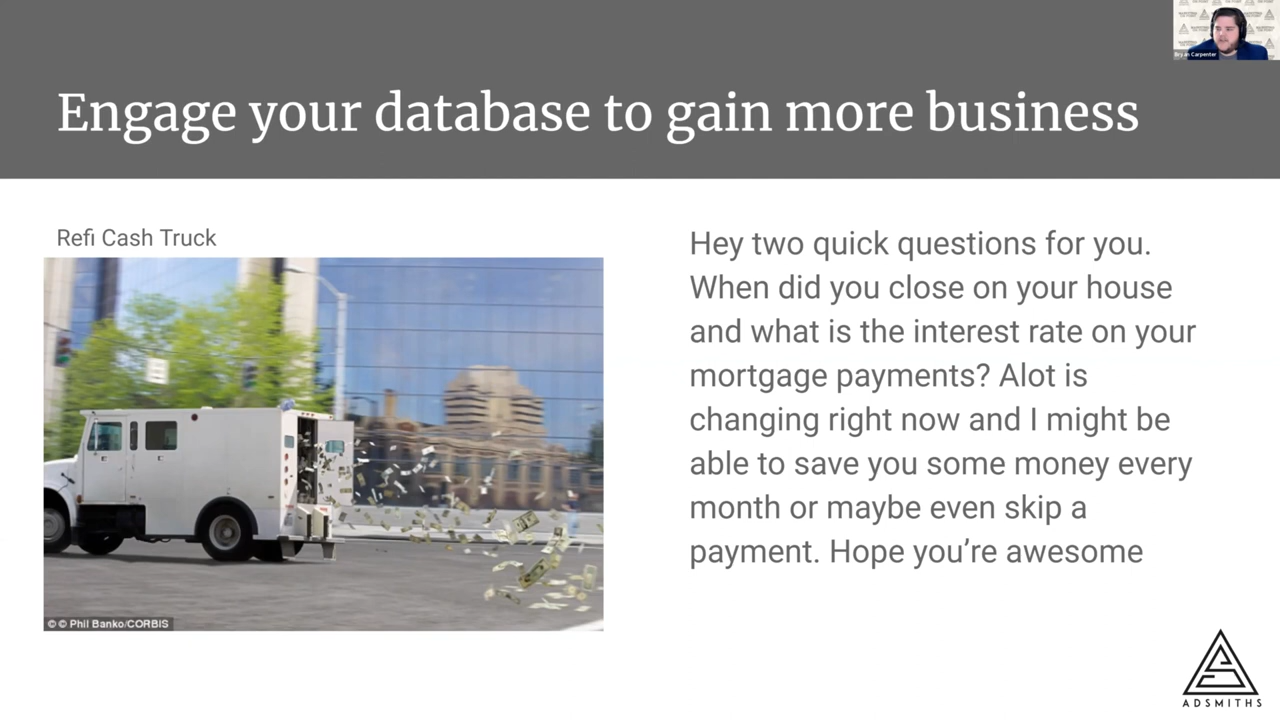 Bryan Carpenter
Engage your database to gain more business
Refi Cash Truck
© © Phil Banko/CORBIS
Hey two quick questions for you.
When did you close on your house
and what is the interest rate on your
mortgage payments? Alot is
changing right now and I might be
able to save you some money every
month or maybe even skip a
payment. Hope you’re awesome
ADSMITHS